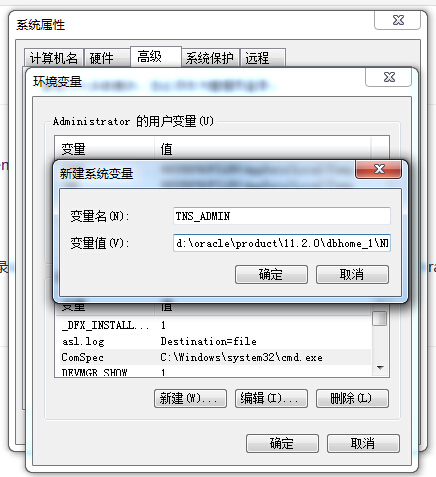 系统属性
计算机名 硬件 高级 系统保护 远程
环境变量
Administrator 的用户变量(U)
变量 值
新建系统变量
变量名(N): TNS_ADMIN
变量值(V): d:\oracle\product\11.2.0\dbhome_1\N
确定 取消
变量 值
_DFX_INSTALL... 1
asl.log Destination=file
ComSpec C:\Windows\system32\cmd.exe
DEVMGR_SHOW 1
新建(W)... 编辑(I)... 删除(L)
确定 取消